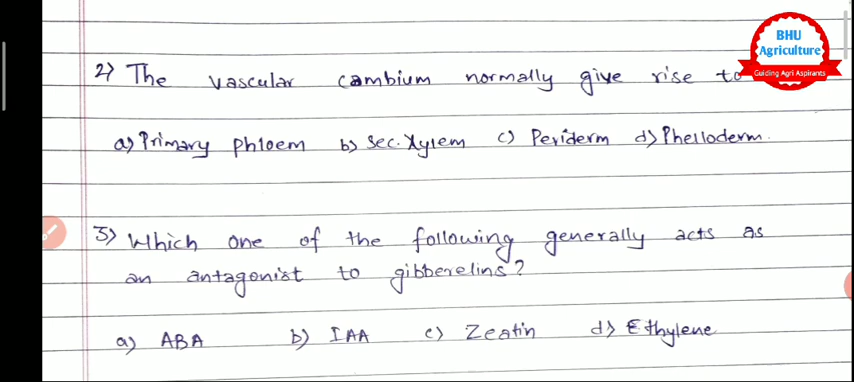 BHU
Agriculture
Guiding Agri Aspirants
2) The vascular cambium normally give rise to
a) Primary Phloem b) Sec. Xylem c) Periderm d) Phelloderm.
3) Which one of the following generally acts as
an antagonist to gibberelins?
a) ABA b) IAA c) Zeatin d) Ethylene